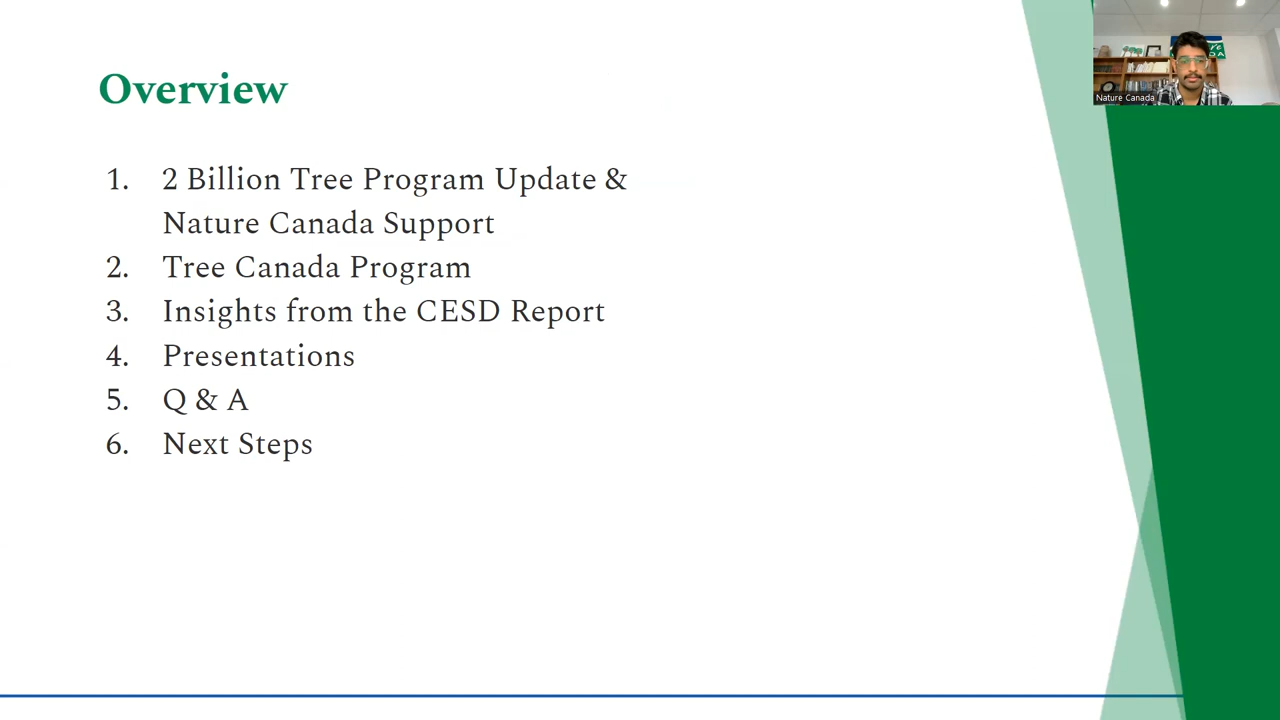 Overview
1. 2 Billion Tree Program Update &
Nature Canada Support
2. Tree Canada Program
3. Insights from the CESD Report
4. Presentations
5. Q & A
6. Next Steps
Nature Canada